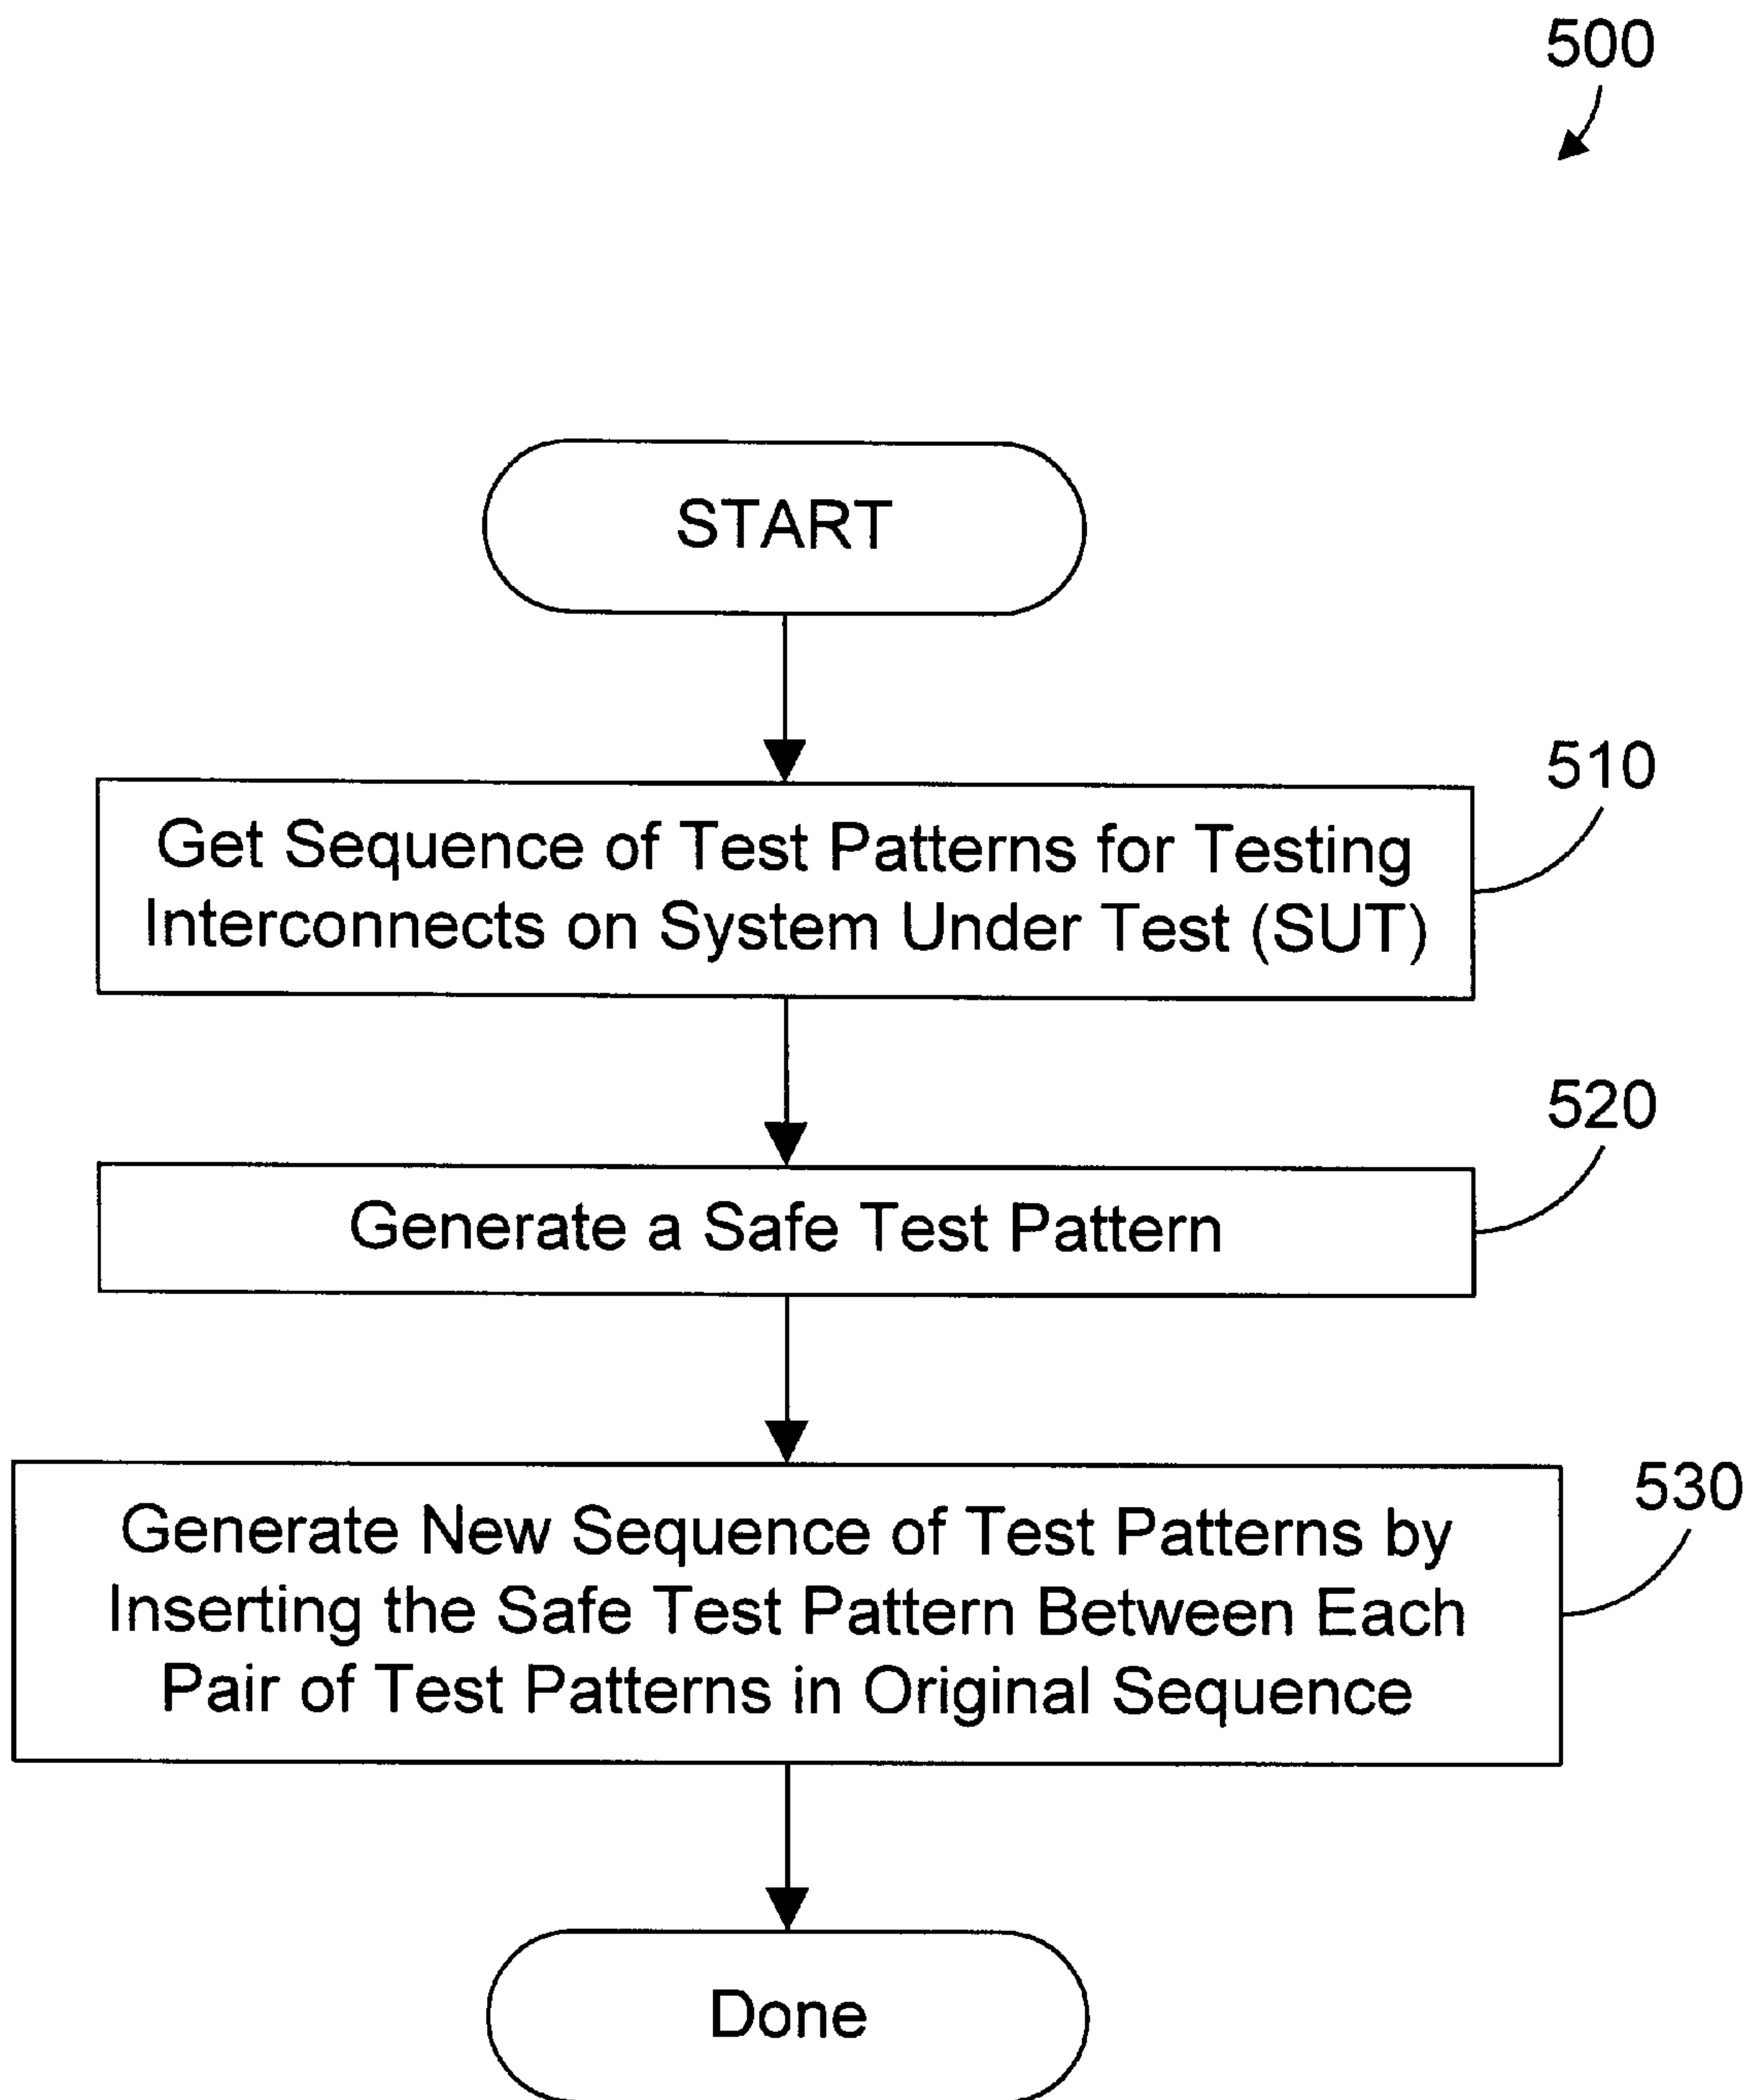 500
START
510
Get Sequence of Test Patterns for Testing
Interconnects on System Under Test (SUT)
520
Generate a Safe Test Pattern
530
Generate New Sequence of Test Patterns by
Inserting the Safe Test Pattern Between Each
Pair of Test Patterns in Original Sequence
Done